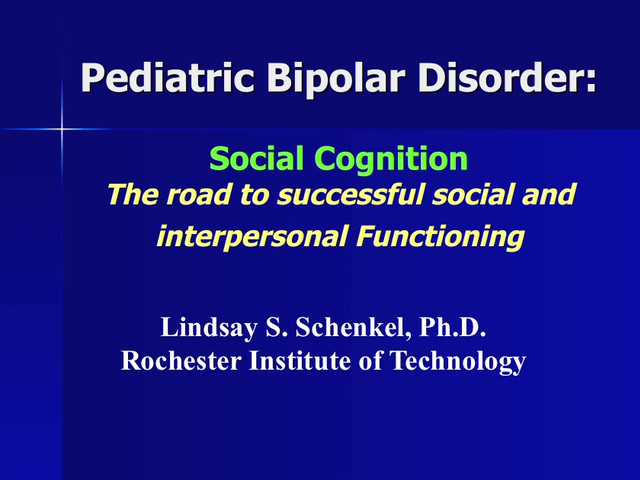 Pediatric Bipolar Disorder:
Social Cognition
The road to successful social and
interpersonal Functioning
Lindsay S. Schenkel, Ph.D.
Rochester Institute of Technology